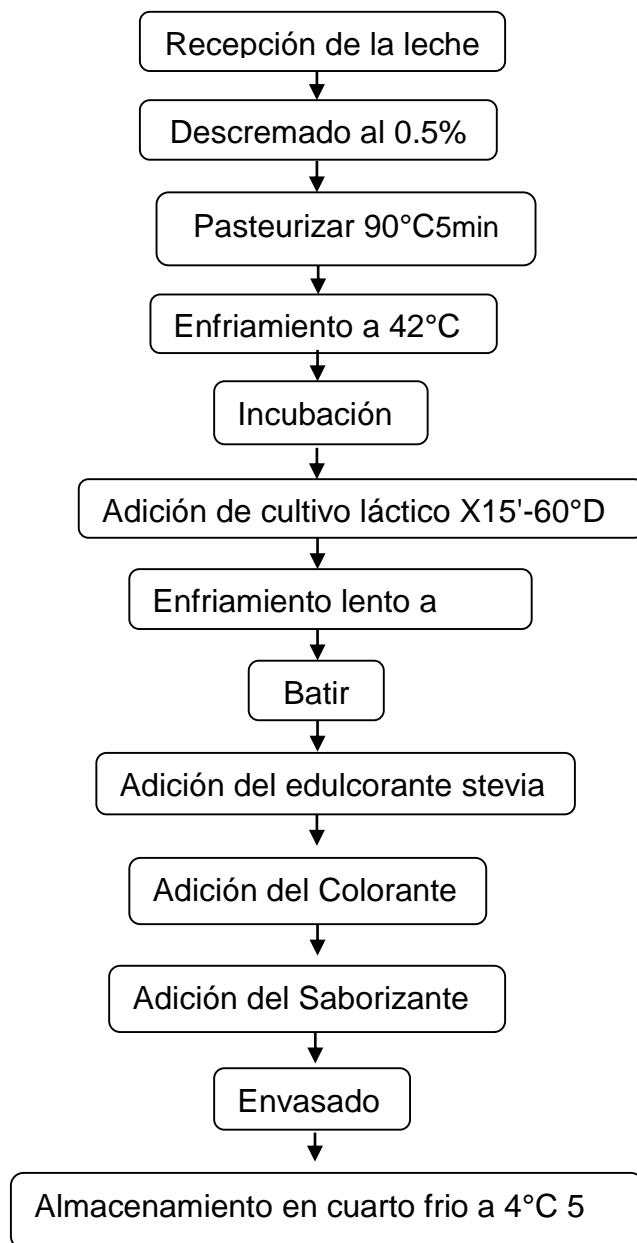 Recepción de la leche
Descremado al 0.5%
Pasteurizar 90°C5min
Enfriamiento a 42°C
Incubación
Adición de cultivo láctico X15'-60°D
Enfriamiento lento a
Batir
Adición del edulcorante stevia
Adición del Colorante
Adición del Saborizante
Envasado
Almacenamiento en cuarto frio a 4°C 5